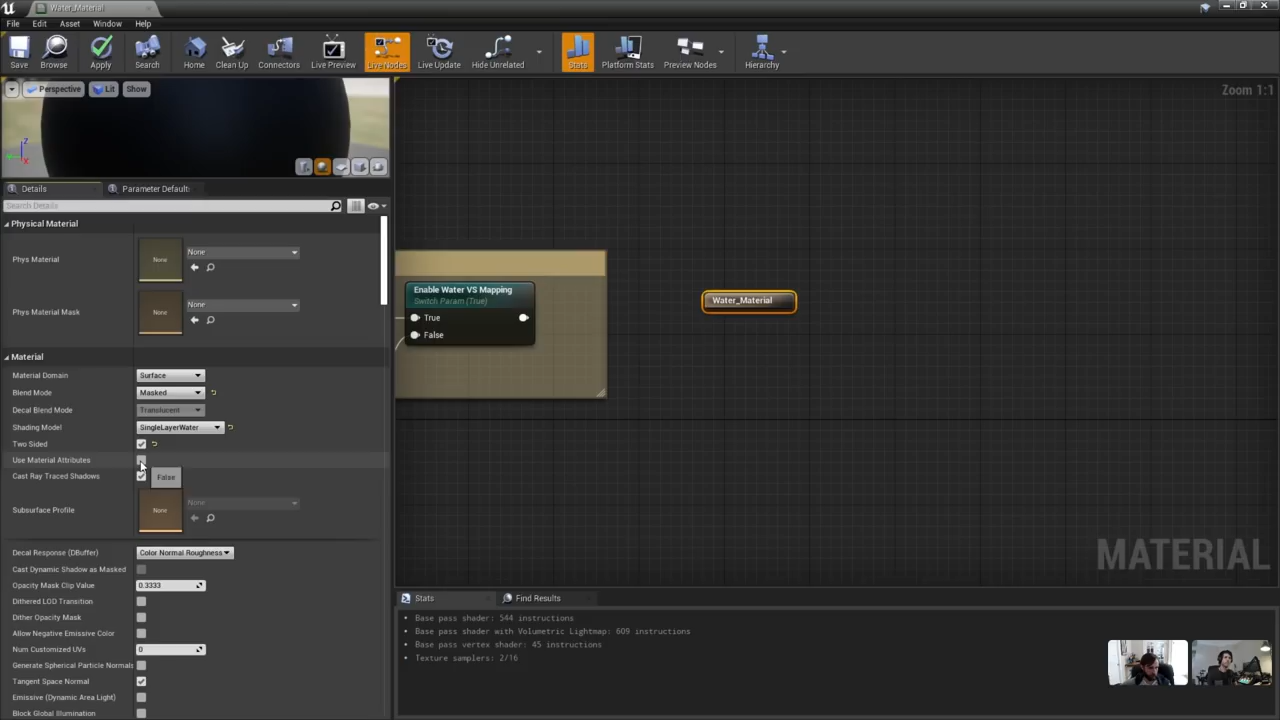 Water_Material
File Edit Asset Window Help
Save Browse Apply Search Home Clean Up Connectors Live Preview Live Nodes Live Update Hide Unrelated Stats Platform Stats Preview Nodes Hierarchy
Perspective Lit Show
Zoom 1:1
Z
X
Details Parameter Default
Search Details
Physical Material
Phys Material None None
Phys Material Mask None None
Material
Material Domain Surface
Blend Mode Masked
Decal Blend Mode Translucent
Shading Model SingleLayerWater
Two Sided
Use Material Attributes
Cast Ray Traced Shadows False
Subsurface Profile None None
Decal Response (DBuffer) Color Normal Roughness
Cast Dynamic Shadow as Masked
Opacity Mask Clip Value 0.3333
Dithered LOD Transition
Dither Opacity Mask
Allow Negative Emissive Color
Num Customized UVs 0
Generate Spherical Particle Normals
Tangent Space Normal
Emissive (Dynamic Area Light)
Block Global Illumination
Enable Water VS Mapping
Switch Param (True)
True
False
Water_Material
MATERIAL
Stats Find Results
Base pass shader: 544 instructions
Base pass shader with Volumetric Lightmap: 609 instructions
Base pass vertex shader: 45 instructions
Texture samplers: 2/16